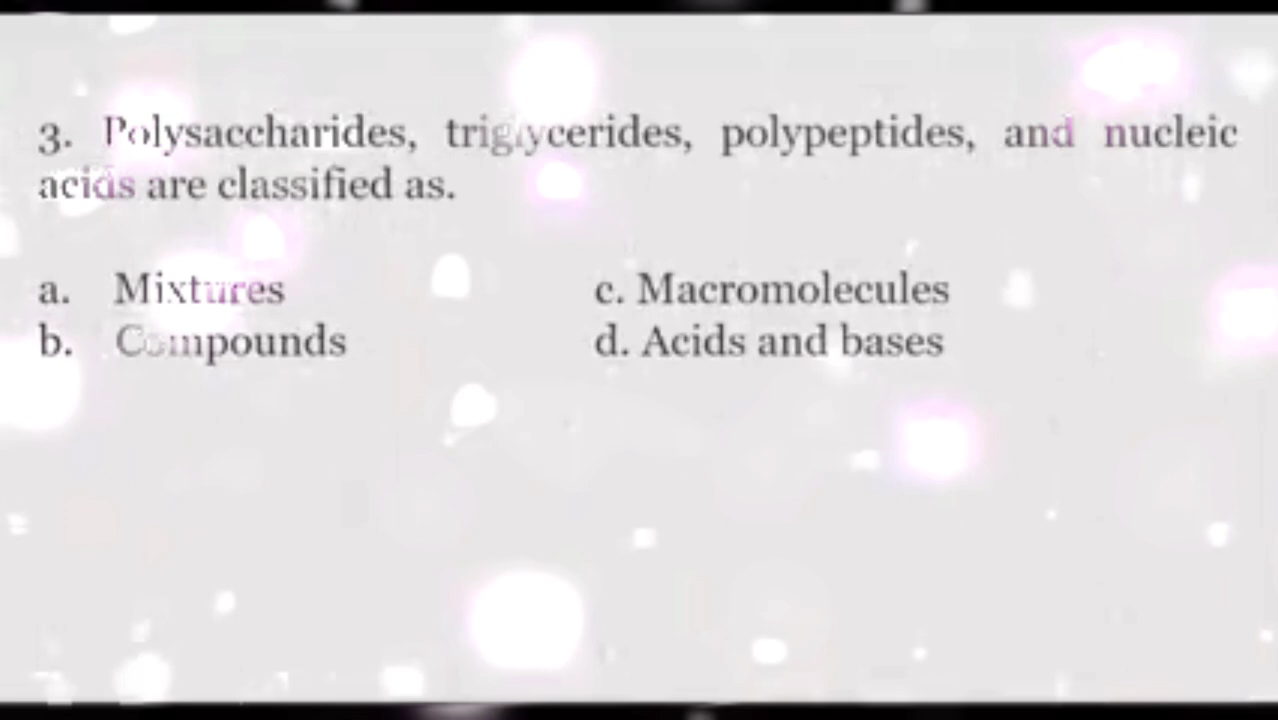 3. Polysaccharides, triglycerides, polypeptides, and nucleic
acids are classified as.
a. Mixtures
b. Compounds
c. Macromolecules
d. Acids and bases